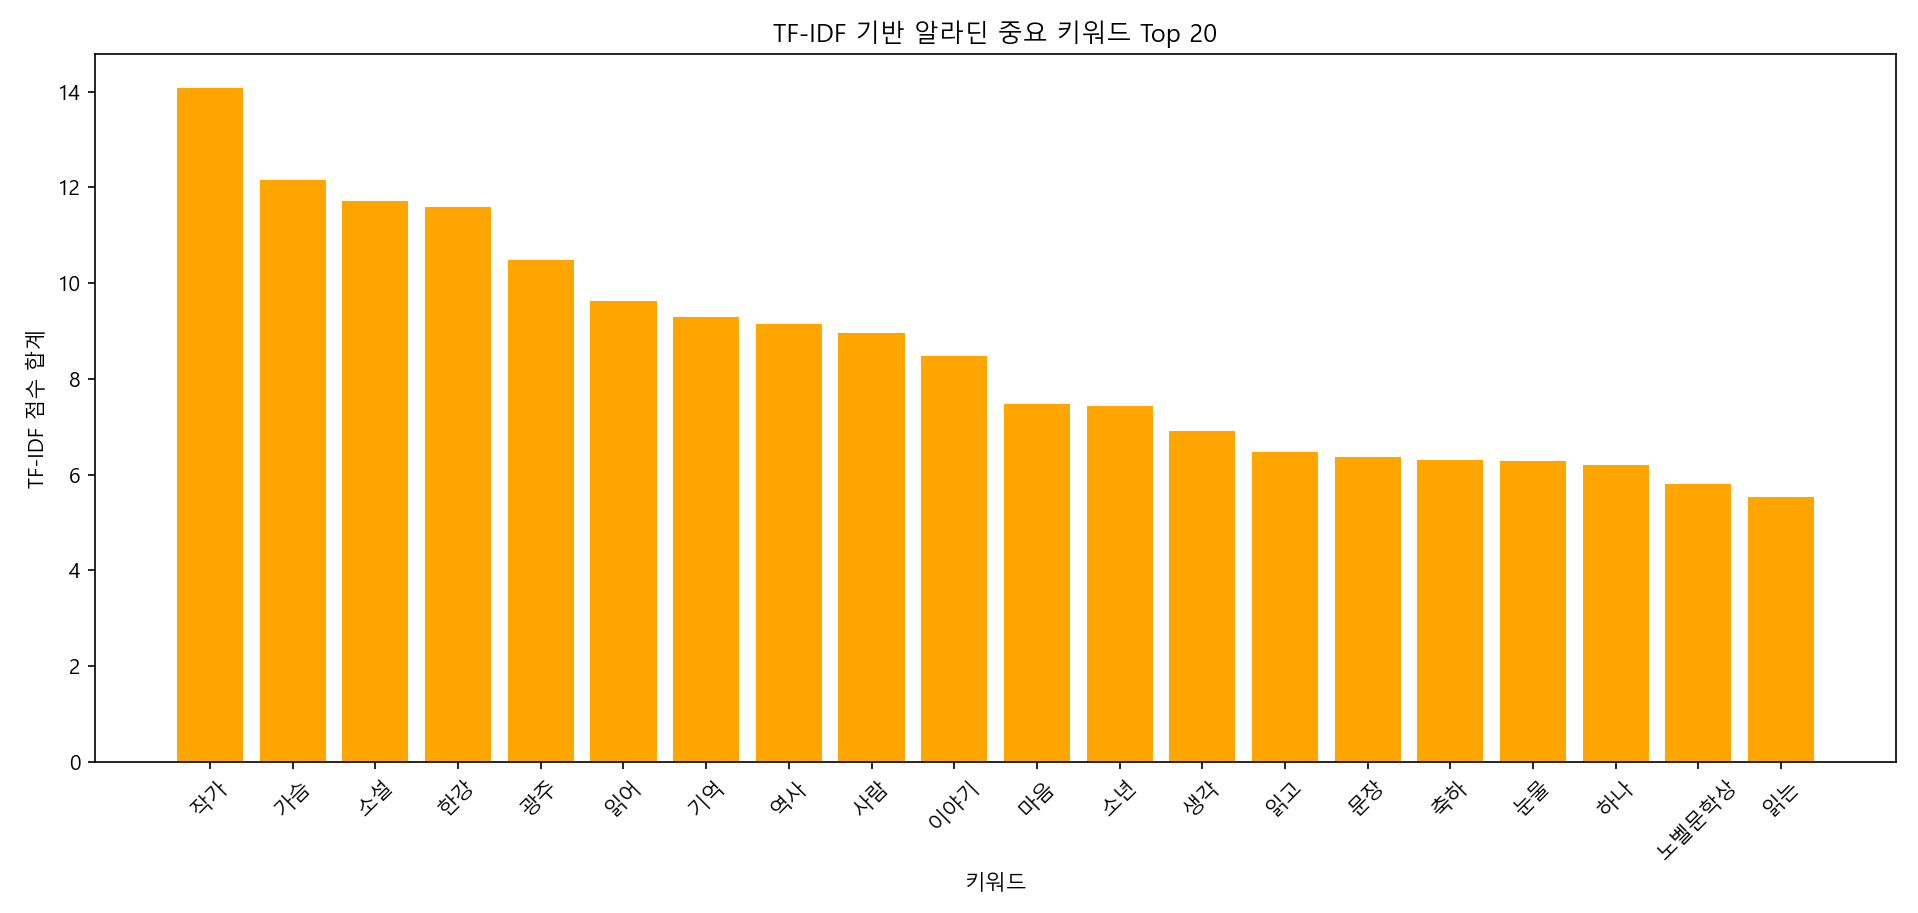 TF-IDF 기반 알라딘 중요 키워드 Top 20
TF-IDF 점수 합계
14
12
10
8
6
4
2
0
작가
가슴
소설
한강
광주
읽어
기억
역사
사람
이야기
마음
소년
생각
읽고
문장
축하
눈물
하나
노벨문학상
읽는
키워드